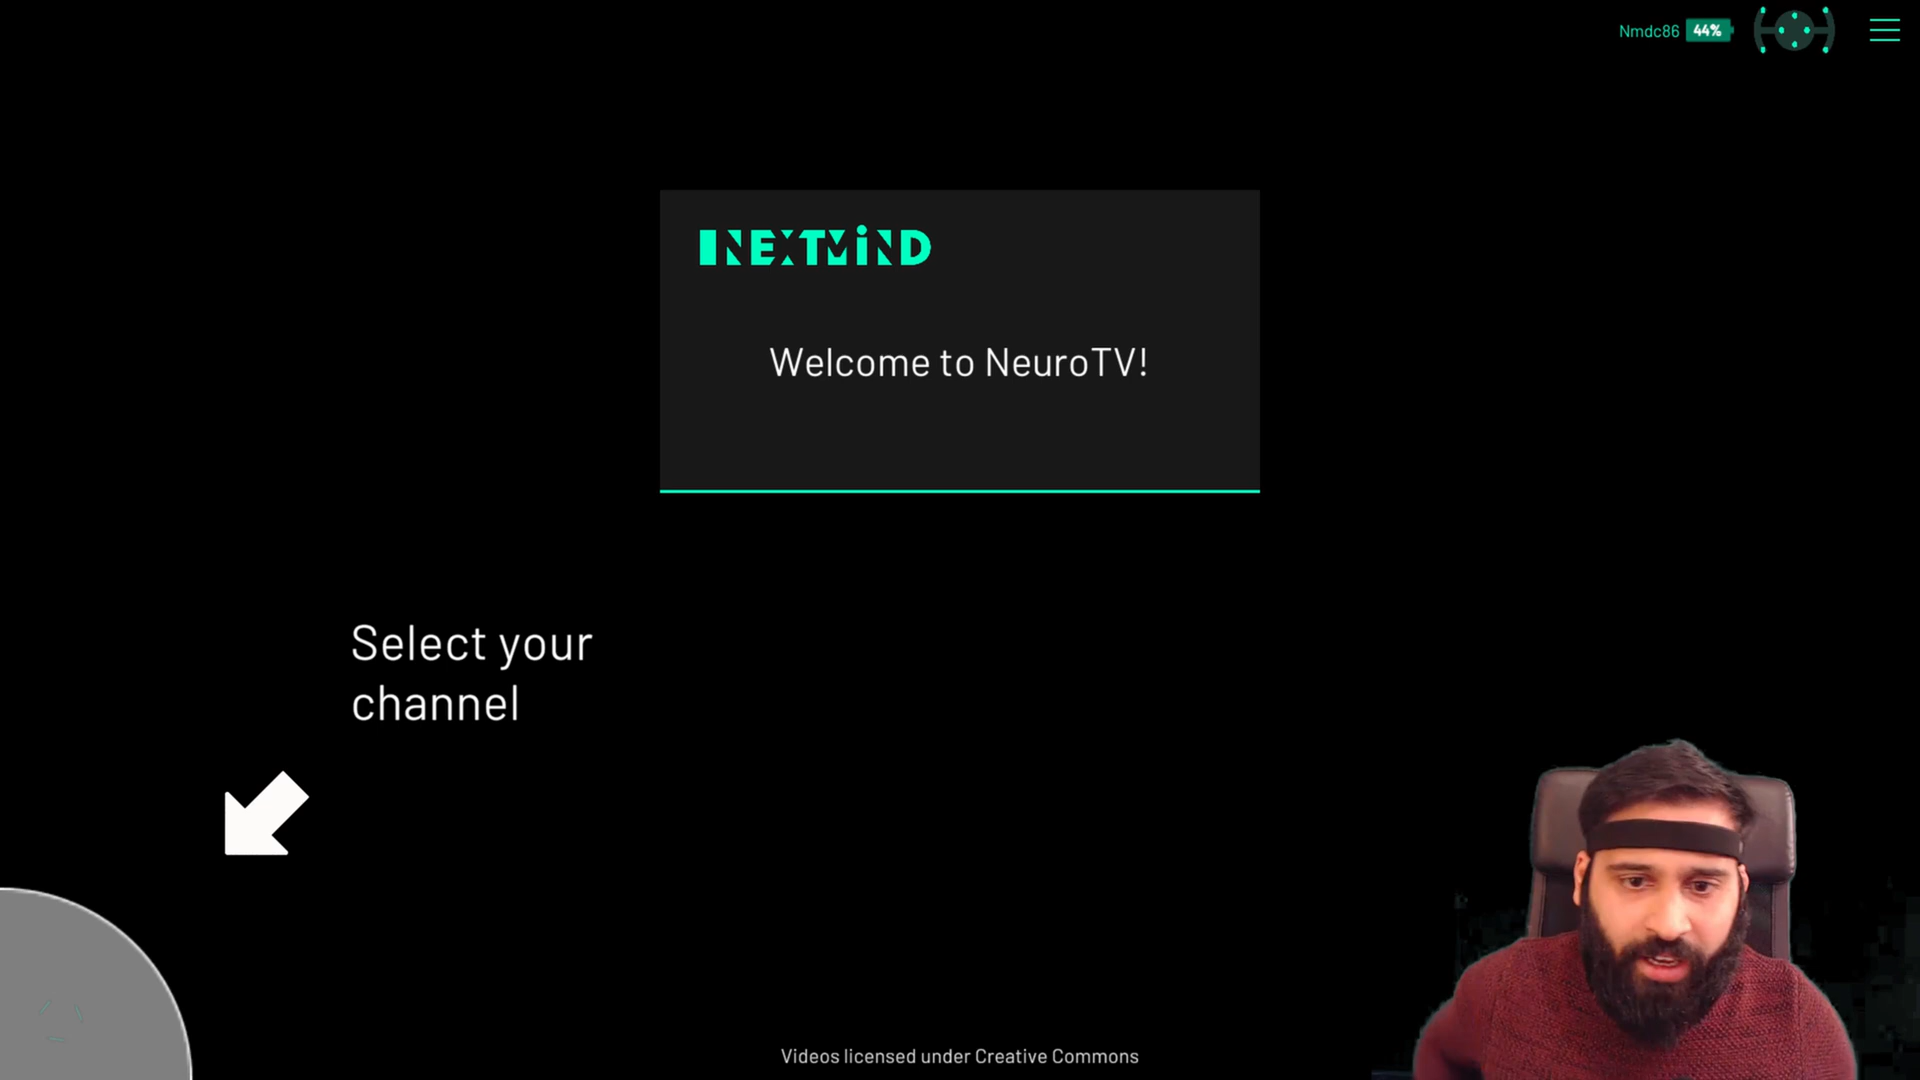 Nmdc86 44%
NEXTMiND
Welcome to NeuroTV!
Select your
channel
Videos licensed under Creative Commons